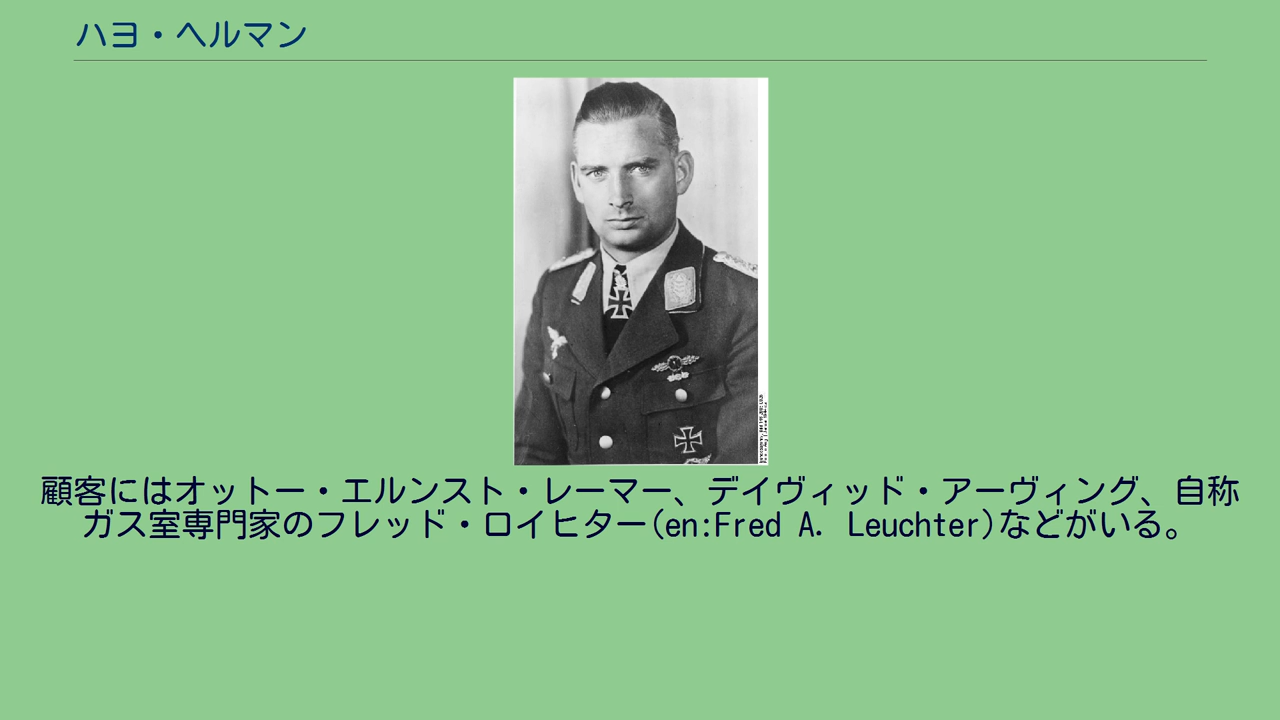 ハヨ・ヘルマン
顧客にはオットー・エルンスト・レーマー、デイヴィッド・アーヴィング、自称
ガス室専門家のフレッド・ロイヒター(en:Fred A. Leuchter)などがいる。